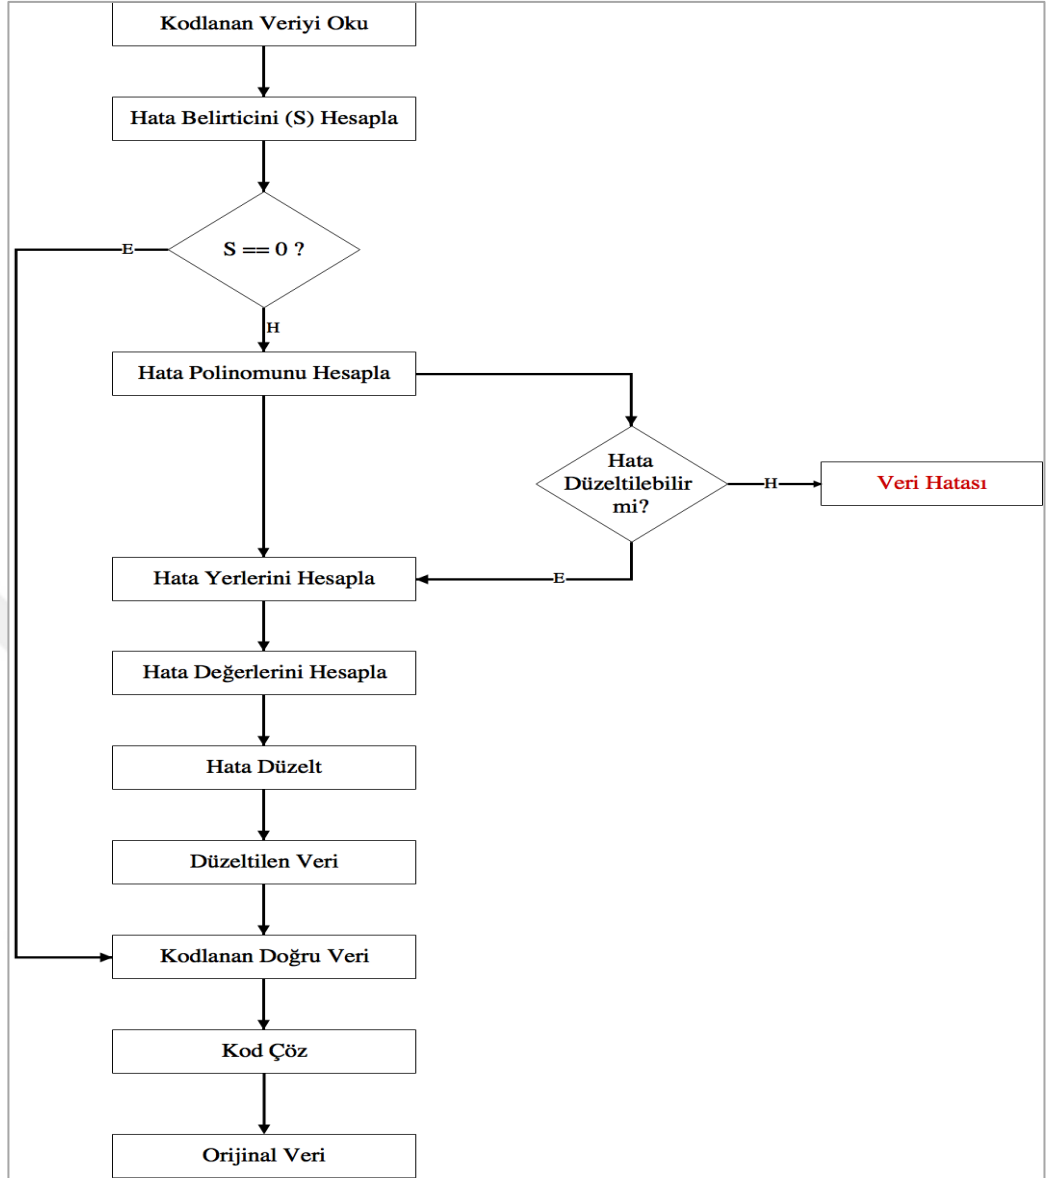 Kodlanan Veriyi Oku
Hata Belirticini (S) Hesapla
S == 0 ?
E
H
Hata Polinomunu Hesapla
Hata
Düzeltilebilir
mi?
H
Veri Hatası
E
Hata Yerlerini Hesapla
Hata Değerlerini Hesapla
Hata Düzelt
Düzeltilen Veri
Kodlanan Doğru Veri
Kod Çöz
Orijinal Veri